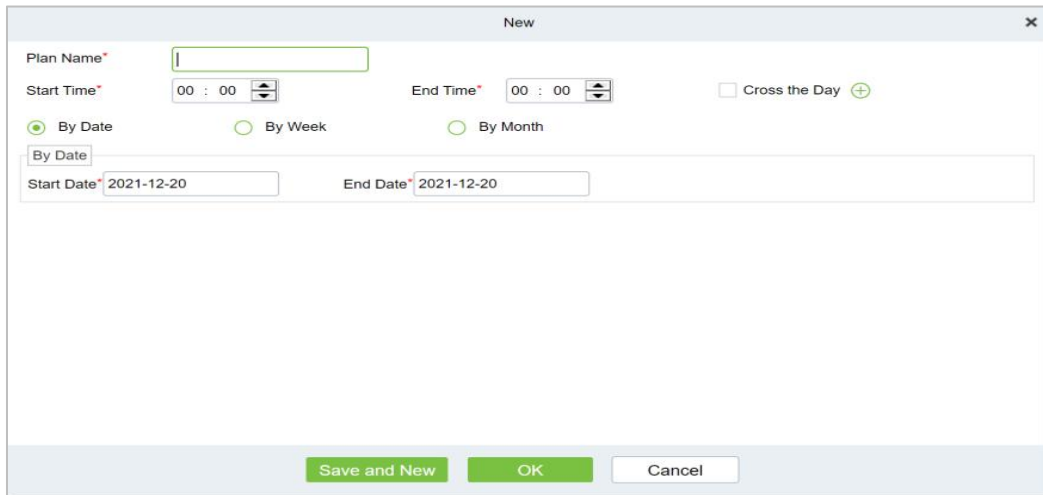 New ×
Plan Name*
Start Time* 00 : 00 End Time* 00 : 00 Cross the Day
By Date By Week By Month
By Date
Start Date* 2021-12-20 End Date* 2021-12-20
Save and New OK Cancel